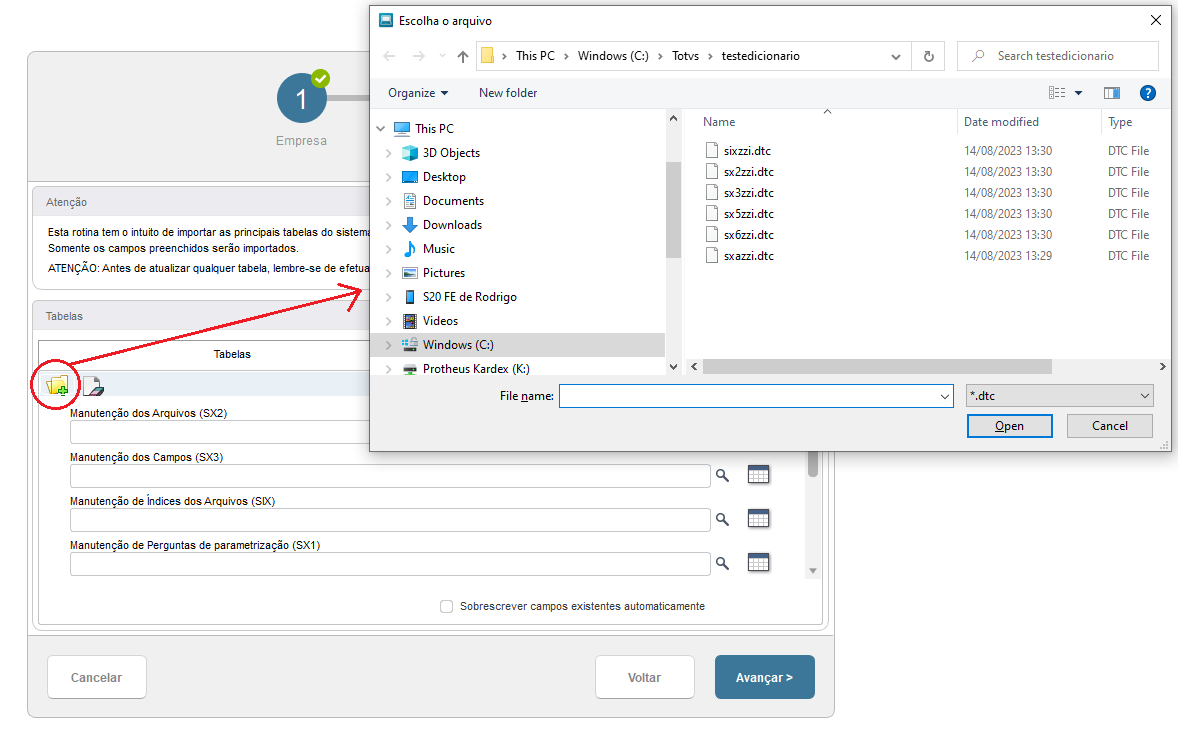 Escolha o arquivo
This PC > Windows (C:) > Totvs > testedicionario
Search testedicionario
Organize
New folder
This PC
3D Objects
Desktop
Documents
Downloads
Music
Pictures
S20 FE de Rodrigo
Videos
Windows (C:)
Protheus Kardex (K:)
Name Date modified Type
sixzzi.dtc 14/08/2023 13:30 DTC File
sx2zzi.dtc 14/08/2023 13:30 DTC File
sx3zzi.dtc 14/08/2023 13:30 DTC File
sx5zzi.dtc 14/08/2023 13:30 DTC File
sx6zzi.dtc 14/08/2023 13:30 DTC File
sxazzi.dtc 14/08/2023 13:29 DTC File
File name:
*.dtc
Open
Cancel
1
Empresa
Atenção
Esta rotina tem o intuito de importar as principais tabelas do sistema
Somente os campos preenchidos serão importados.
ATENÇÃO: Antes de atualizar qualquer tabela, lembre-se de efetua
Tabelas
Tabelas
Manutenção dos Arquivos (SX2)
Manutenção dos Campos (SX3)
Manutenção de Índices dos Arquivos (SIX)
Manutenção de Perguntas de parametrização (SX1)
Sobrescrever campos existentes automaticamente
Cancelar
Voltar
Avançar >